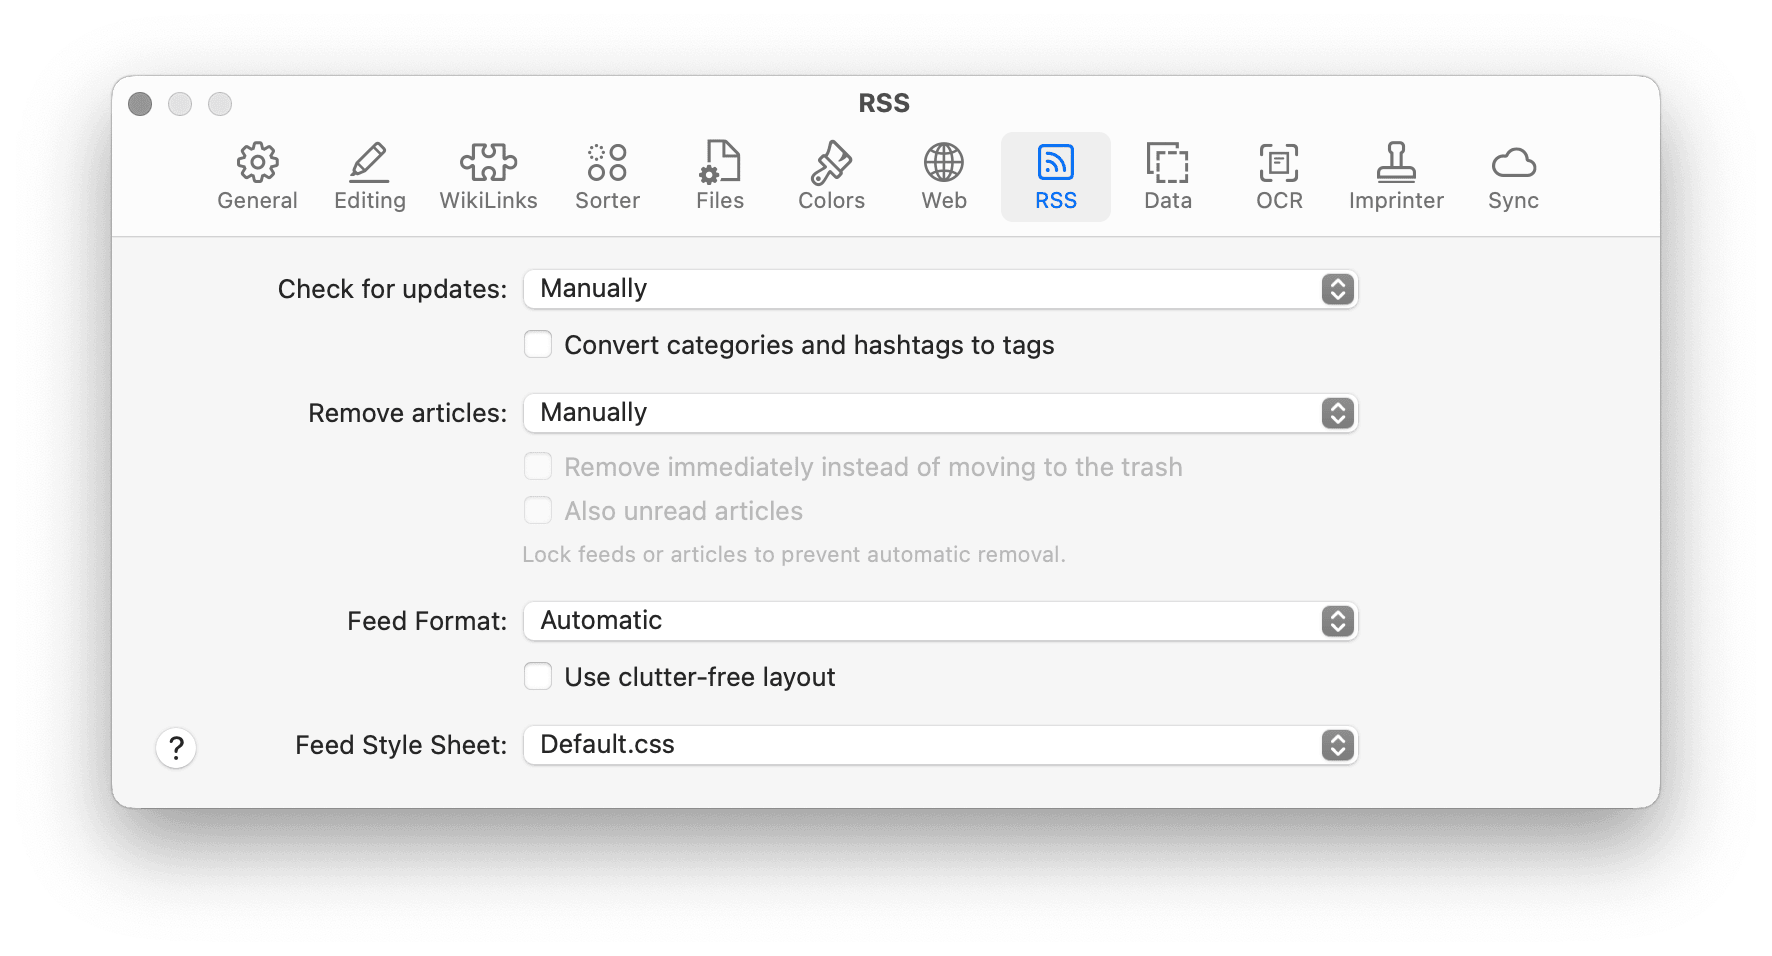 RSS
General Editing WikiLinks Sorter Files Colors Web RSS Data OCR Imprinter Sync
Check for updates: Manually
Convert categories and hashtags to tags
Remove articles: Manually
Remove immediately instead of moving to the trash
Also unread articles
Lock feeds or articles to prevent automatic removal.
Feed Format: Automatic
Use clutter-free layout
? Feed Style Sheet: Default.css